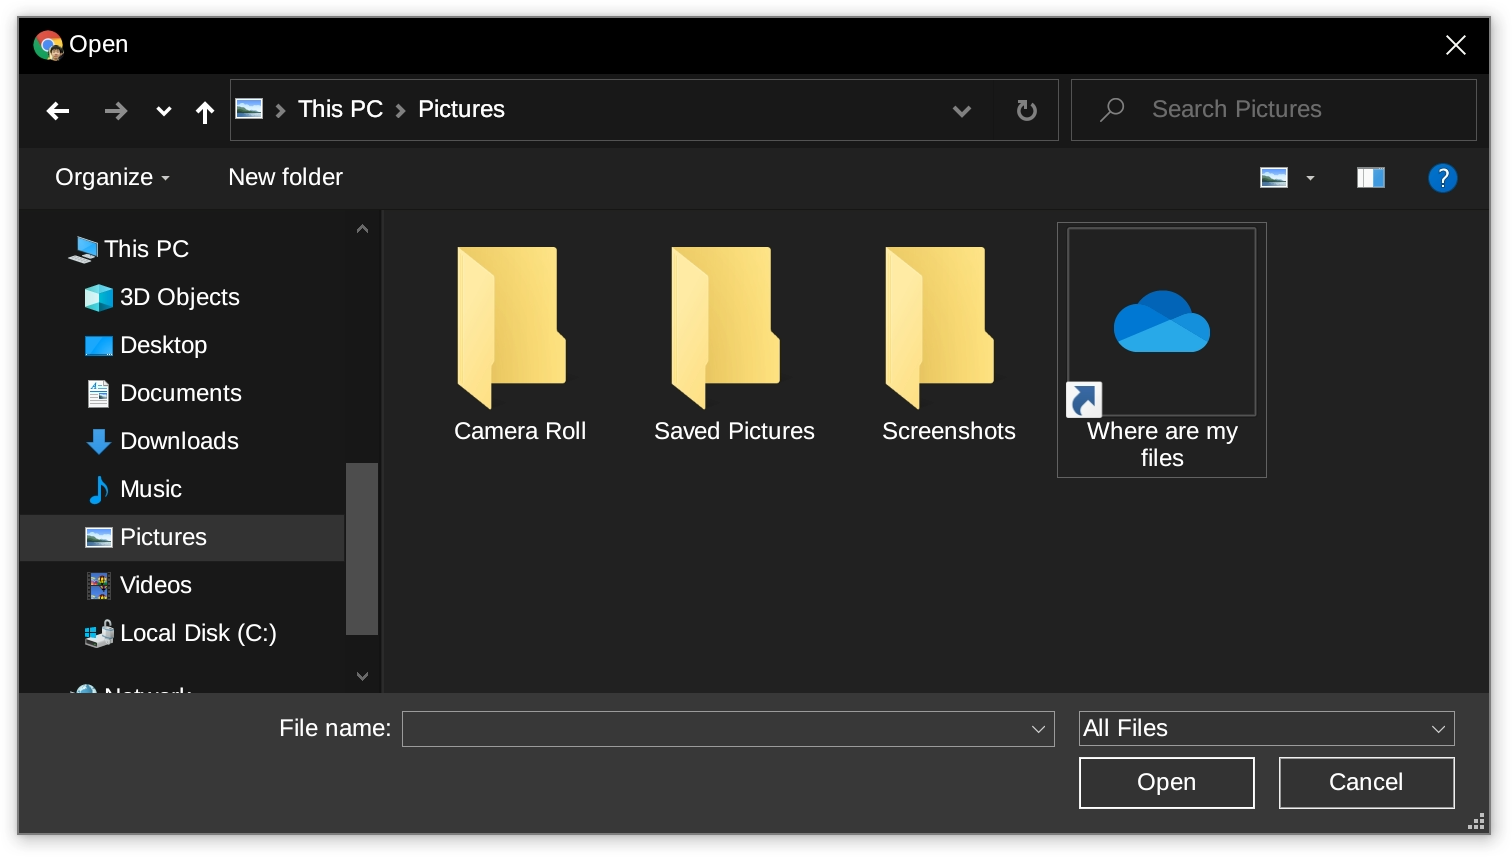 Open
This PC
Pictures
Search Pictures
Organize
New folder
?
This PC
3D Objects
Desktop
Documents
Downloads
Music
Pictures
Videos
Local Disk (C:)
Network
Camera Roll
Saved Pictures
Screenshots
Where are my
files
File name:
All Files
Open
Cancel